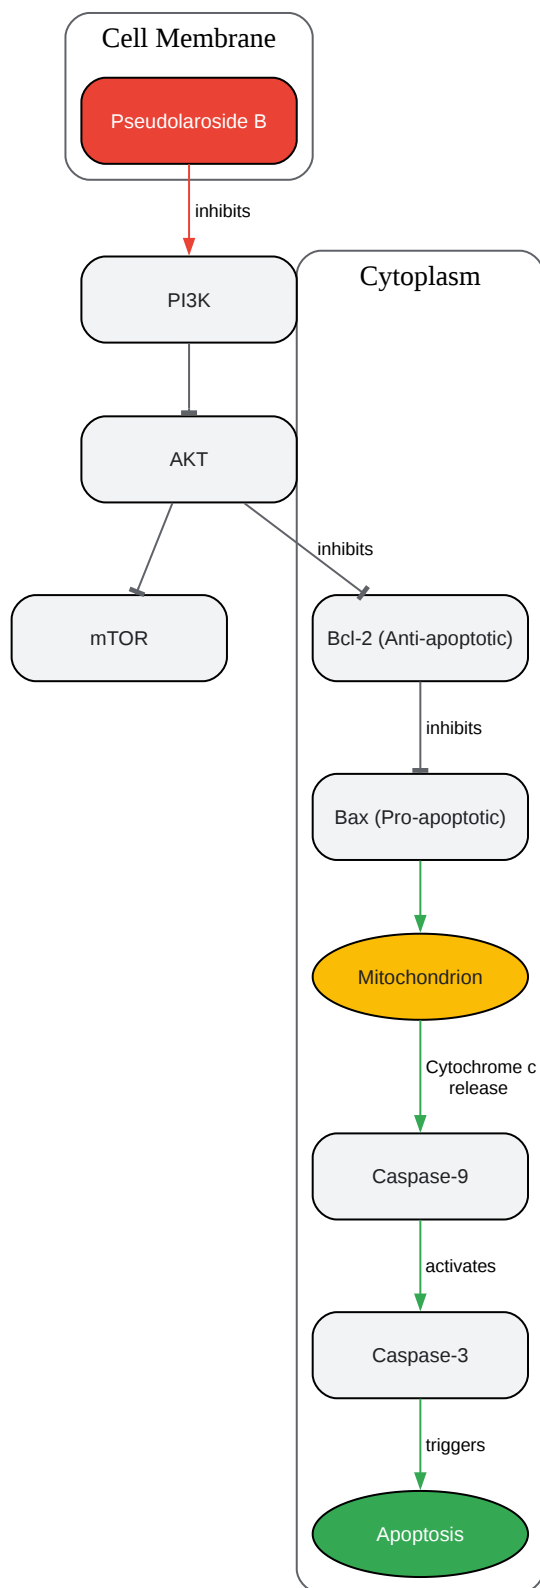 Cell Membrane
Pseudolaroside B
inhibits
PI3K
Cytoplasm
AKT
inhibits
mTOR
Bcl-2 (Anti-apoptotic)
inhibits
Bax (Pro-apoptotic)
Mitochondrion
Cytochrome c
release
Caspase-9
activates
Caspase-3
triggers
Apoptosis